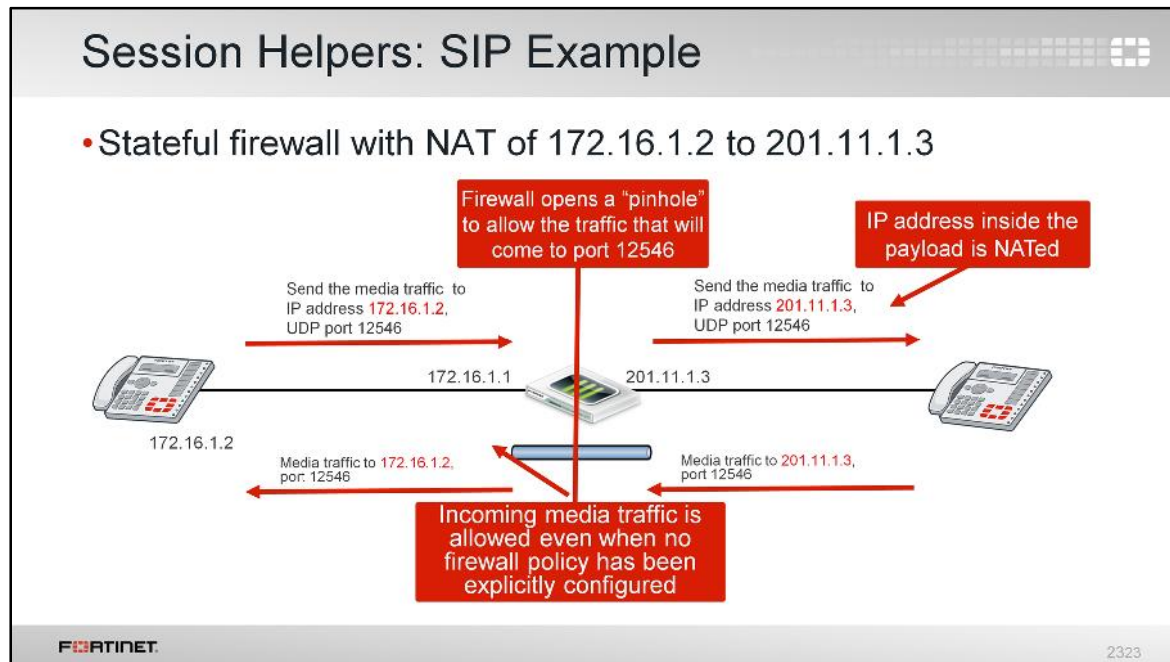 Session Helpers: SIP Example
•Stateful firewall with NAT of 172.16.1.2 to 201.11.1.3
Firewall opens a “pinhole”
to allow the traffic that will
come to port 12546
IP address inside the
payload is NATed
Send the media traffic to
IP address 172.16.1.2,
UDP port 12546
Send the media traffic to
IP address 201.11.1.3,
UDP port 12546
172.16.1.1
201.11.1.3
172.16.1.2
Media traffic to 172.16.1.2,
port 12546
Media traffic to 201.11.1.3,
port 12546
Incoming media traffic is
allowed even when no
firewall policy has been
explicitly configured
FORTINET
2323